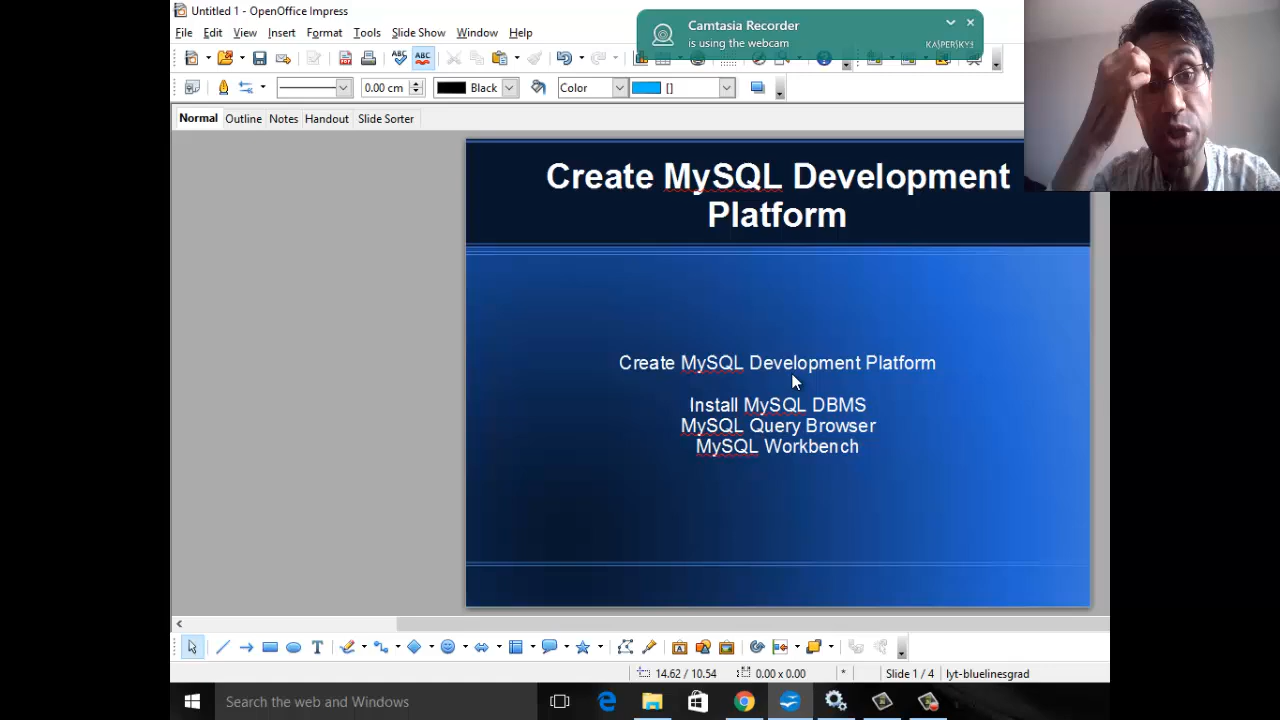 Untitled 1 - OpenOffice Impress
Camtasia Recorder
is using the webcam
KASPERSKY
File Edit View Insert Format Tools Slide Show Window Help
ABC ABC
0.00 cm Black Color []
Normal Outline Notes Handout Slide Sorter
Create MySQL Development
Platform
Create MySQL Development Platform
Install MySQL DBMS
MySQL Query Browser
MySQL Workbench
14.62 / 10.54 0.00 x 0.00 * Slide 1 / 4 lyt-bluelinesgrad
Search the web and Windows